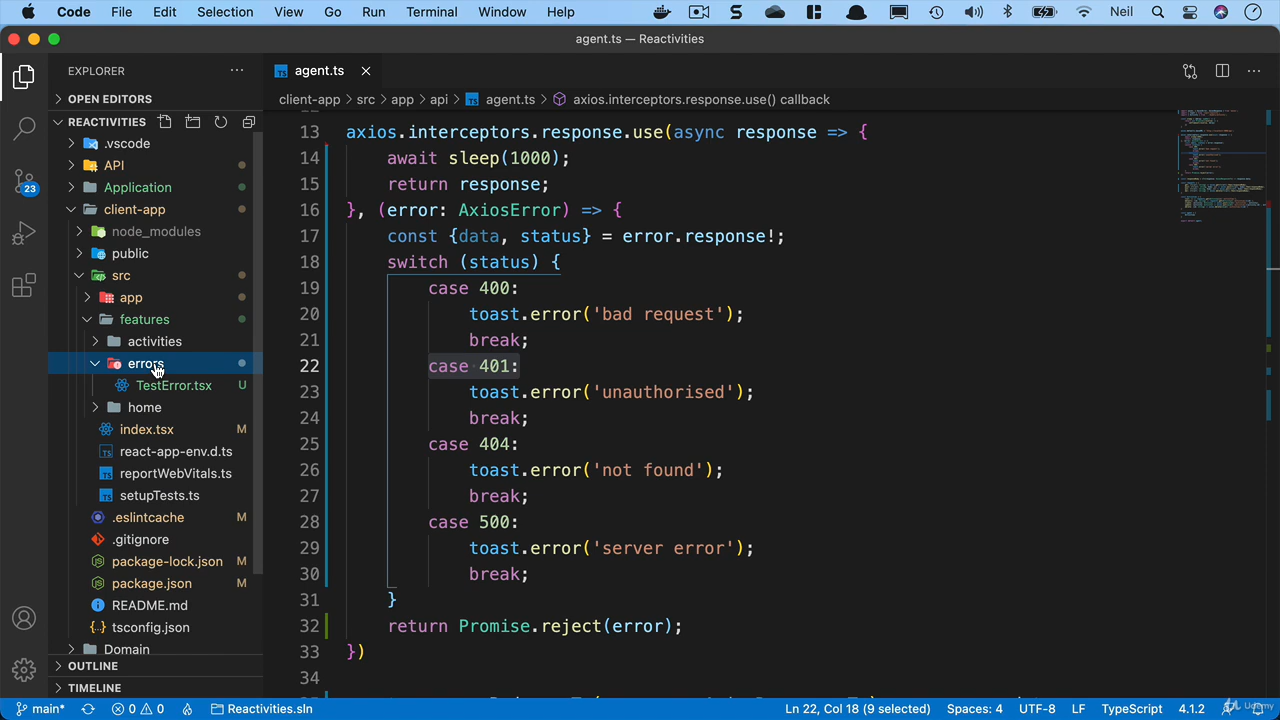 Code File Edit Selection View Go Run Terminal Window Help Neil
agent.ts — Reactivities
EXPLORER
OPEN EDITORS
REACTIVITIES
.vscode
API
Application
client-app
node_modules
public
src
app
features
activities
errors
TestError.tsx U
home
index.tsx M
react-app-env.d.ts
reportWebVitals.ts
setupTests.ts
.eslintcache M
.gitignore
package-lock.json M
package.json M
README.md
tsconfig.json
Domain
OUTLINE
TIMELINE
23
TS agent.ts
client-app > src > app > api > TS agent.ts > axios.interceptors.response.use() callback
13 axios.interceptors.response.use(async response => {
14 await sleep(1000);
15 return response;
16 }, (error: AxiosError) => {
17 const {data, status} = error.response!;
18 switch (status) {
19 case 400:
20 toast.error('bad request');
21 break;
22 case 401:
23 toast.error('unauthorised');
24 break;
25 case 404:
26 toast.error('not found');
27 break;
28 case 500:
29 toast.error('server error');
30 break;
31 }
32 return Promise.reject(error);
33 })
34
main* 0 0 Reactivities.sln Ln 22, Col 18 (9 selected) Spaces: 4 UTF-8 LF TypeScript 4.1.2
Udemy